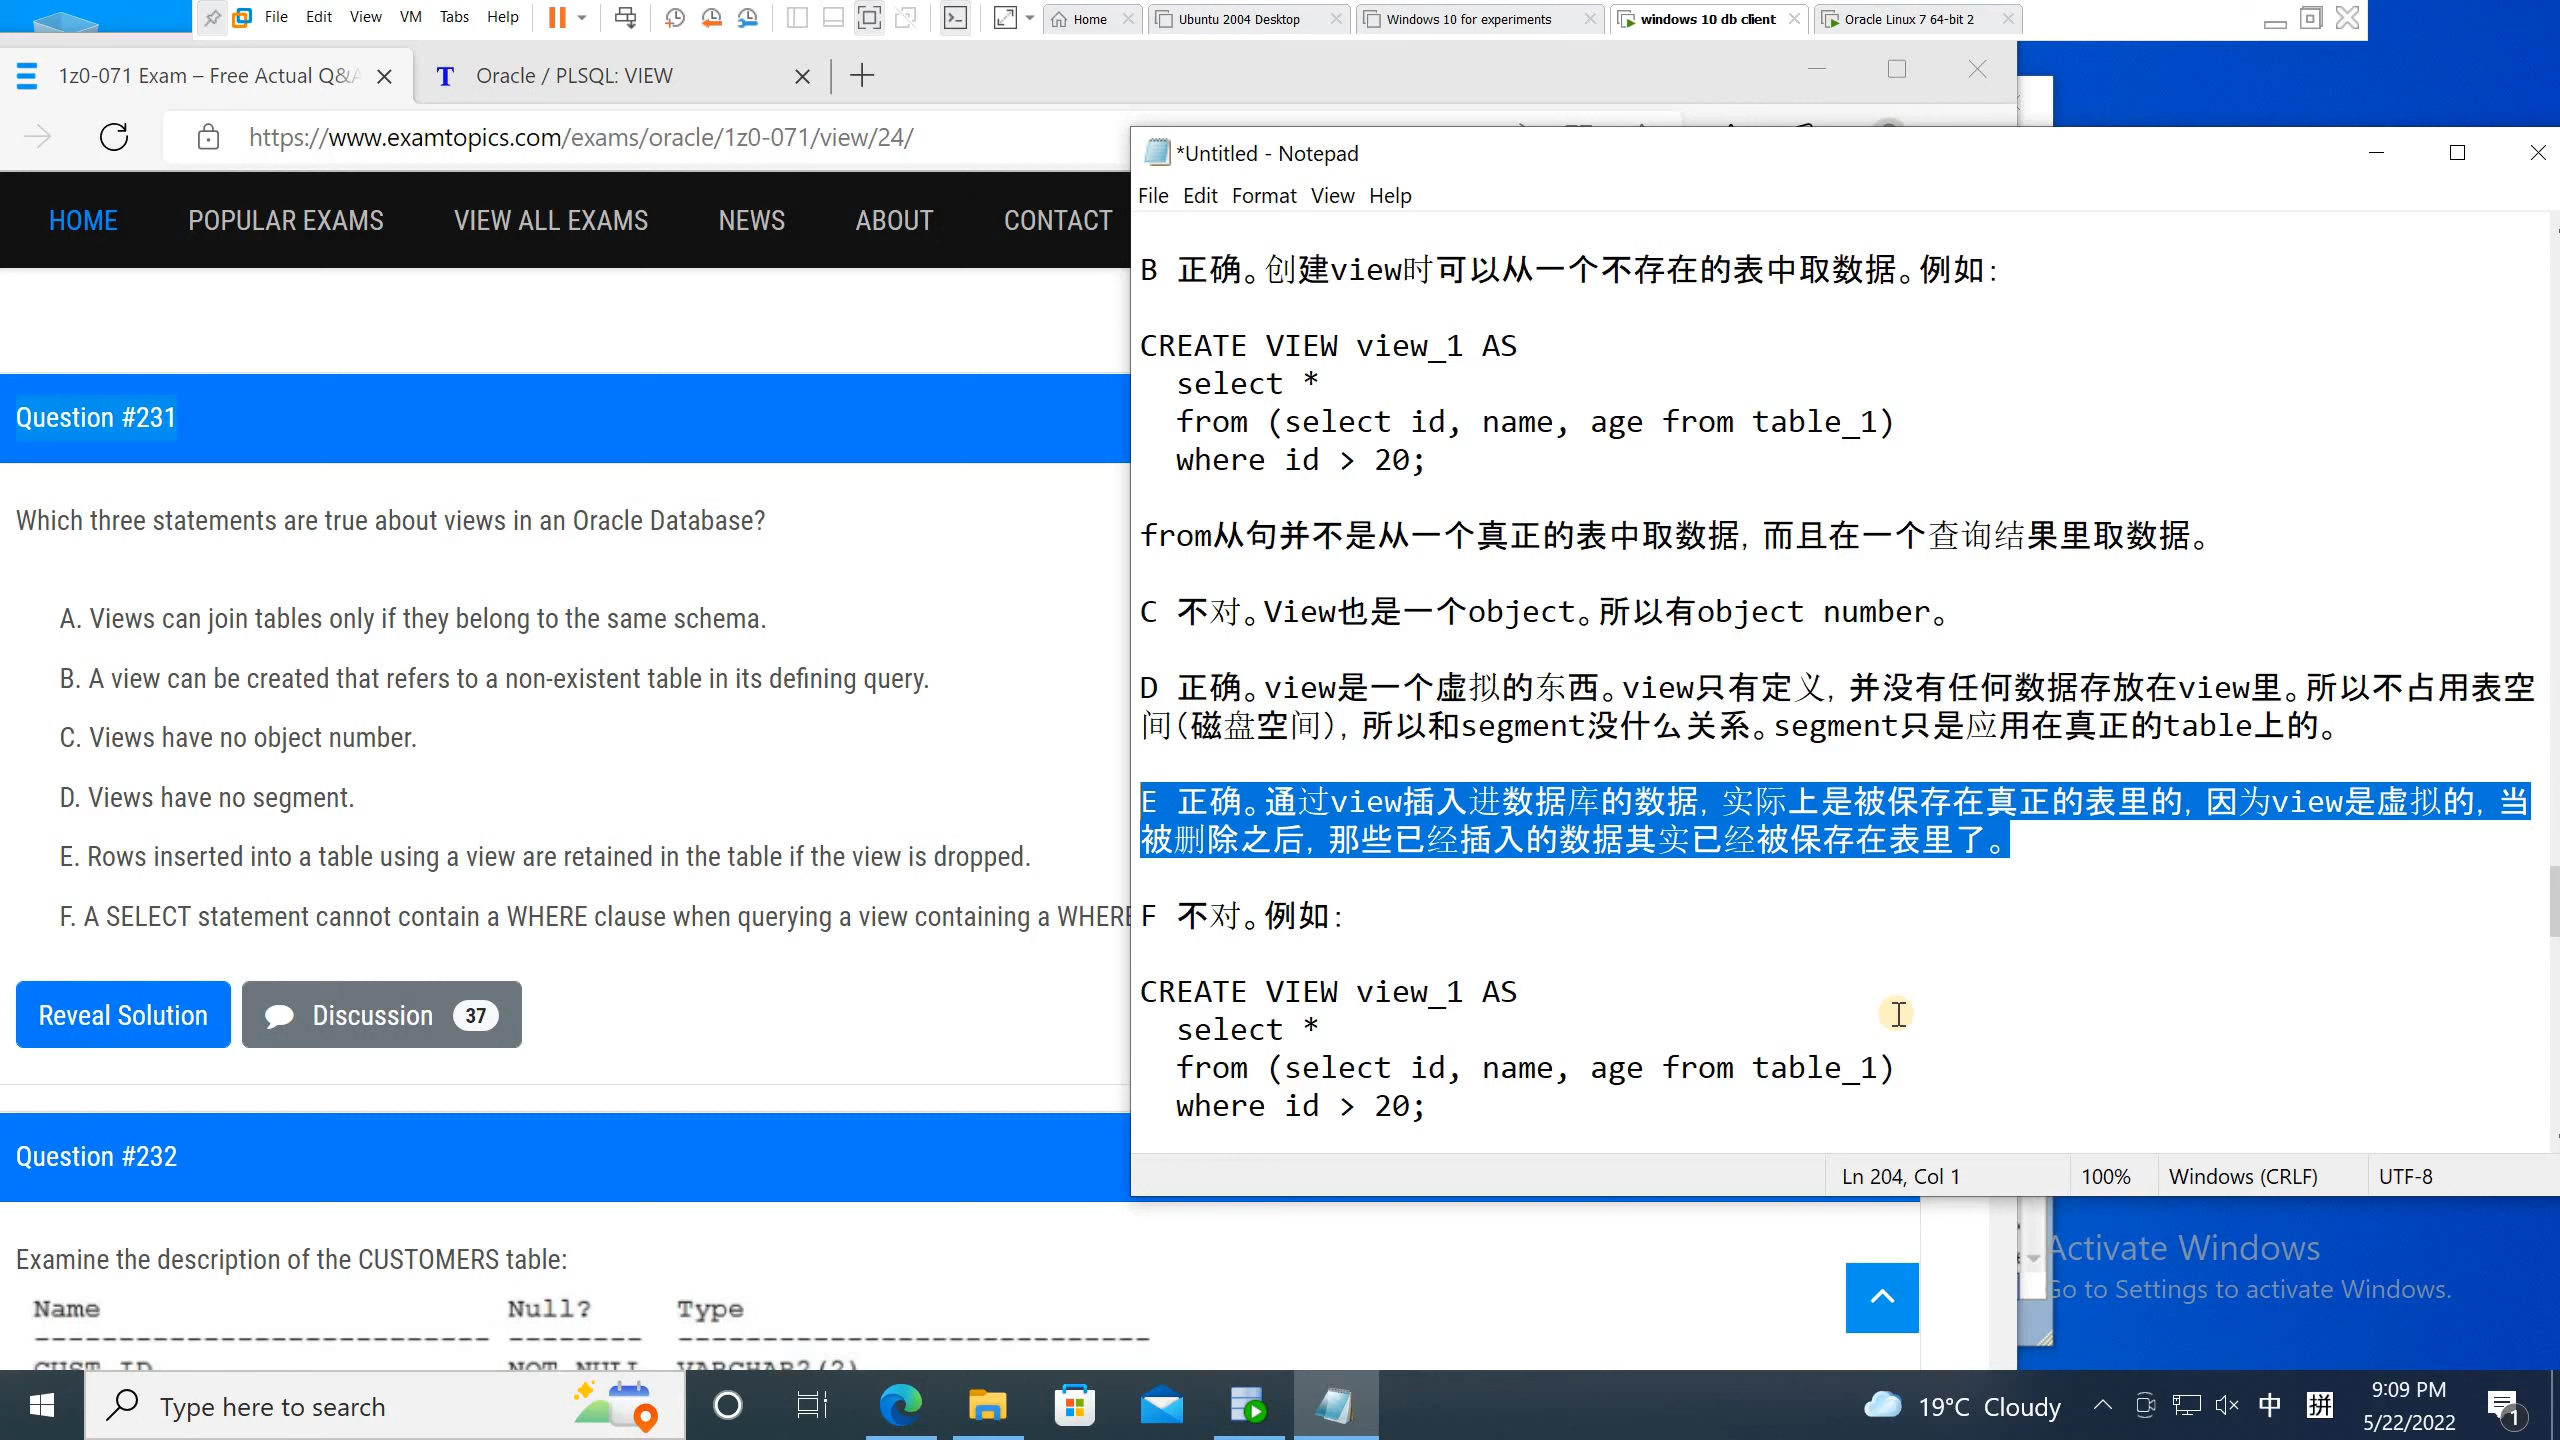 File Edit View VM Tabs Help
Home
Ubuntu 2004 Desktop
Windows 10 for experiments
windows 10 db client
Oracle Linux 7 64-bit 2
1z0-071 Exam – Free Actual Q&A
T Oracle / PLSQL: VIEW
https://www.examtopics.com/exams/oracle/1z0-071/view/24/
HOME POPULAR EXAMS VIEW ALL EXAMS NEWS ABOUT CONTACT
Question #231
Which three statements are true about views in an Oracle Database?
A. Views can join tables only if they belong to the same schema.
B. A view can be created that refers to a non-existent table in its defining query.
C. Views have no object number.
D. Views have no segment.
E. Rows inserted into a table using a view are retained in the table if the view is dropped.
F. A SELECT statement cannot contain a WHERE clause when querying a view containing a WHERE
Reveal Solution
Discussion 37
Question #232
Examine the description of the CUSTOMERS table:
Name Null? Type
CUST_ID NOT NULL VARCHAR2(2)
*Untitled - Notepad
File Edit Format View Help
B 正确。创建view时可以从一个不存在的表中取数据。例如：
CREATE VIEW view_1 AS
select *
from (select id, name, age from table_1)
where id > 20;
from从句并不是从一个真正的表中取数据，而且在一个查询结果里取数据。
C 不对。View也是一个object。所以有object number。
D 正确。view是一个虚拟的东西。view只有定义，并没有任何数据存放在view里。所以不占用表空
间（磁盘空间），所以和segment没什么关系。segment只是应用在真正的table上的。
E 正确。通过view插入进数据库的数据，实际上是被保存在真正的表里的，因为view是虚拟的，当
被删除之后，那些已经插入的数据其实已经被保存在表里了。
F 不对。例如：
CREATE VIEW view_1 AS
select *
from (select id, name, age from table_1)
where id > 20;
Ln 204, Col 1
100%
Windows (CRLF)
UTF-8
Activate Windows
Go to Settings to activate Windows.
Type here to search
19°C Cloudy
中
拼
9:09 PM
5/22/2022
1